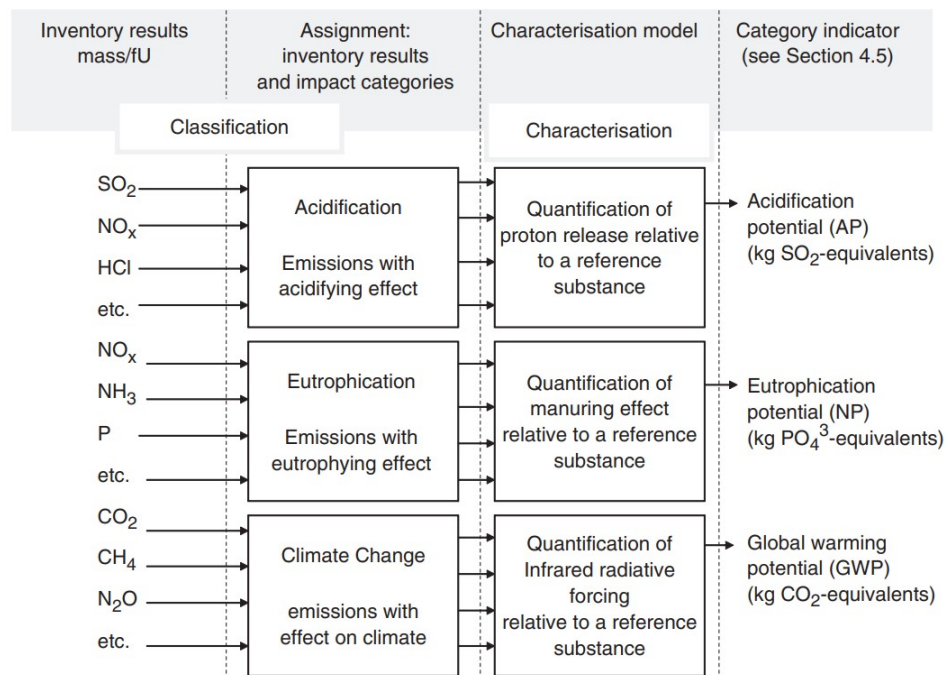 Inventory results
mass/fU
Assignment:
inventory results
and impact categories
Characterisation model
Category indicator
(see Section 4.5)
Classification
Characterisation
SO2
NOx
HCl
etc.
Acidification
Emissions with
acidifying effect
Quantification of
proton release relative
to a reference
substance
Acidification
potential (AP)
(kg SO2-equivalents)
NOx
NH3
P
etc.
Eutrophication
Emissions with
eutrophying effect
Quantification of
manuring effect
relative to a reference
substance
Eutrophication
potential (NP)
(kg PO4³-equivalents)
CO2
CH4
N2O
etc.
Climate Change
emissions with
effect on climate
Quantification of
Infrared radiative
forcing
relative to a reference
substance
Global warming
potential (GWP)
(kg CO2-equivalents)